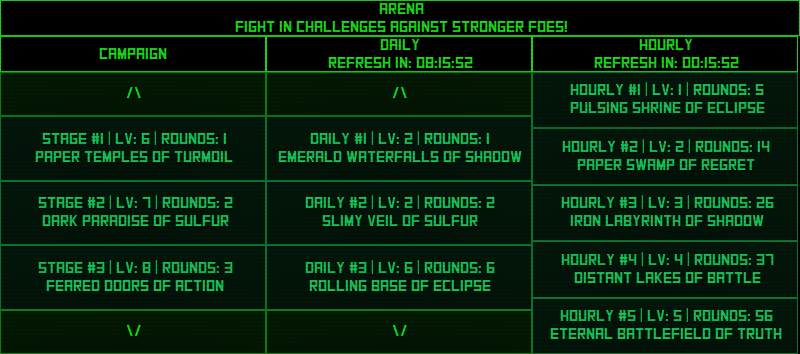 ARENA
FIGHT IN CHALLENGES AGAINST STRONGER FOES!
CAMPAIGN
DAILY
REFRESH IN: 08:15:52
HOURLY
REFRESH IN: 00:15:52
/\
STAGE #1 | LV: 6 | ROUNDS: 1
PAPER TEMPLES OF TURMOIL
STAGE #2 | LV: 7 | ROUNDS: 2
DARK PARADISE OF SULFUR
STAGE #3 | LV: 8 | ROUNDS: 3
FEARED DOORS OF ACTION
\/
/\
DAILY #1 | LV: 2 | ROUNDS: 1
EMERALD WATERFALLS OF SHADOW
DAILY #2 | LV: 2 | ROUNDS: 2
SLIMY VEIL OF SULFUR
DAILY #3 | LV: 6 | ROUNDS: 6
ROLLING BASE OF ECLIPSE
\/
HOURLY #1 | LV: 1 | ROUNDS: 5
PULSING SHRINE OF ECLIPSE
HOURLY #2 | LV: 2 | ROUNDS: 14
PAPER SWAMP OF REGRET
HOURLY #3 | LV: 3 | ROUNDS: 26
IRON LABYRINTH OF SHADOW
HOURLY #4 | LV: 4 | ROUNDS: 37
DISTANT LAKES OF BATTLE
HOURLY #5 | LV: 5 | ROUNDS: 56
ETERNAL BATTLEFIELD OF TRUTH